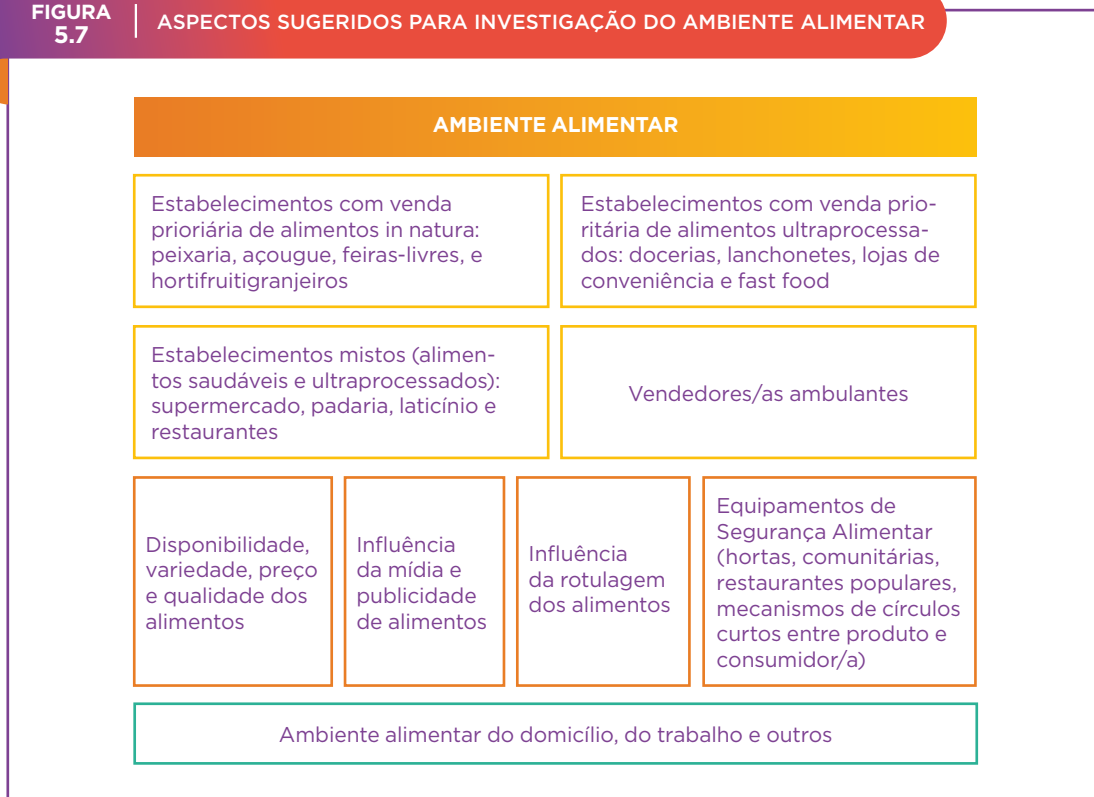 FIGURA
5.7
ASPECTOS SUGERIDOS PARA INVESTIGAÇÃO DO AMBIENTE ALIMENTAR
AMBIENTE ALIMENTAR
Estabelecimentos com venda
prioriária de alimentos in natura:
peixaria, açougue, feiras-livres, e
hortifruitigranjeiros
Estabelecimentos com venda prio-
ritária de alimentos ultraprocessa-
dos: docerias, lanchonetes, lojas de
conveniência e fast food
Estabelecimentos mistos (alimen-
tos saudáveis e ultraprocessados):
supermercado, padaria, laticínio e
restaurantes
Vendedores/as ambulantes
Disponibilidade,
variedade, preço
e qualidade dos
alimentos
Influência
da mídia e
publicidade
de alimentos
Influência
da rotulagem
dos alimentos
Equipamentos de
Segurança Alimentar
(hortas, comunitárias,
restaurantes populares,
mecanismos de círculos
curtos entre produto e
consumidor/a)
Ambiente alimentar do domicílio, do trabalho e outros